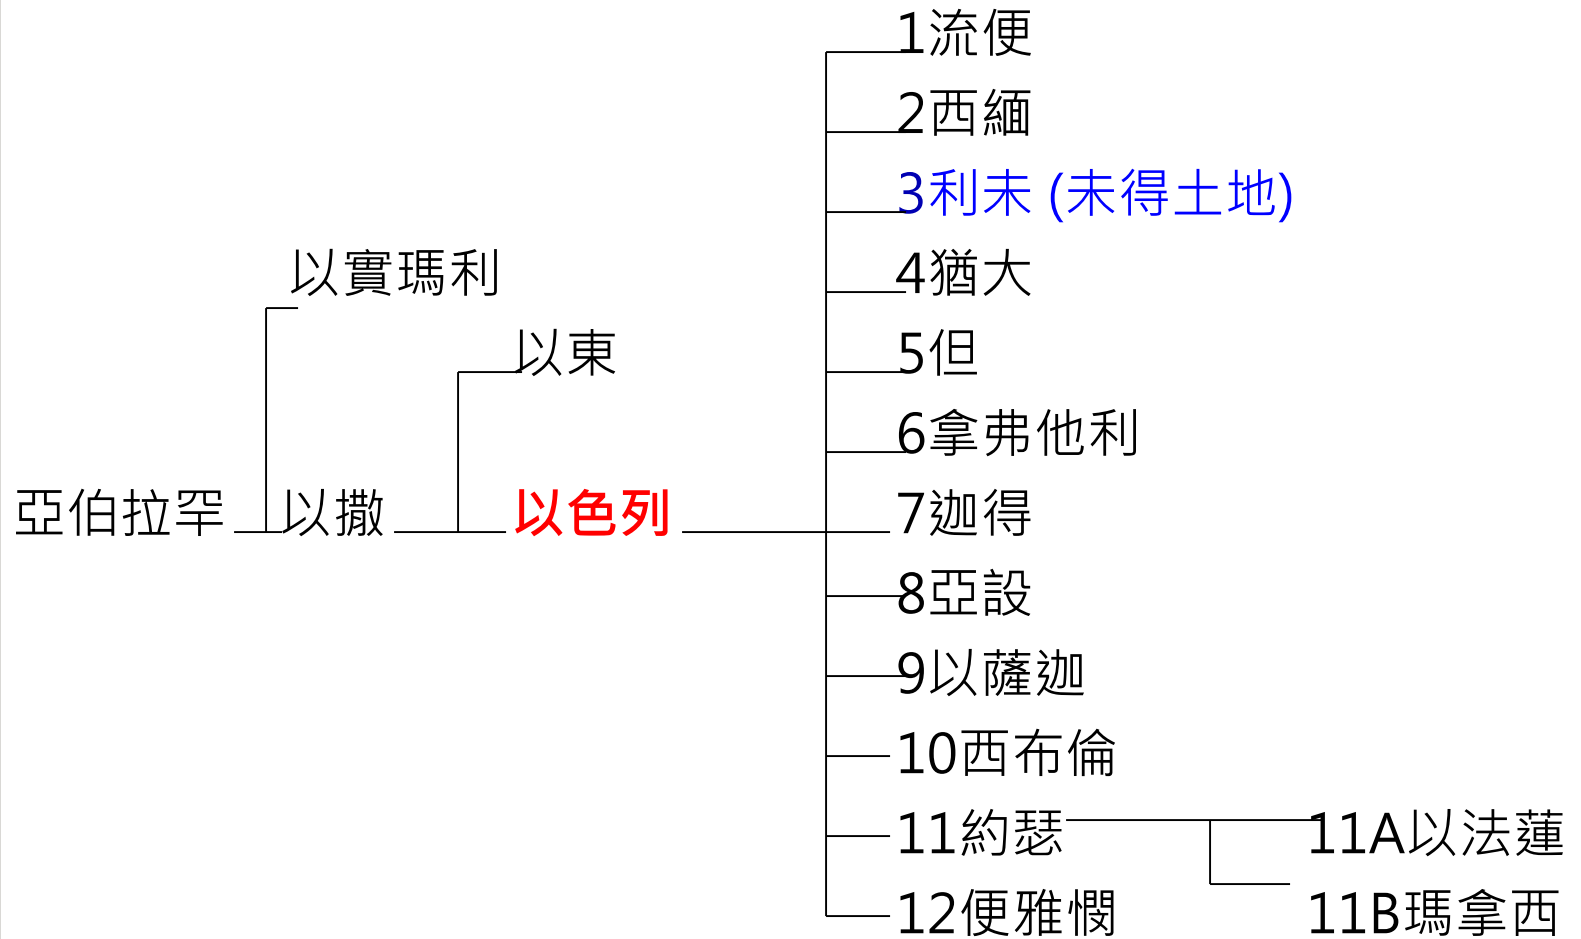 1流便
2西緬
3利未 (未得土地)
4猶大
以實瑪利
5但
以東
6拿弗他利
亞伯拉罕
以撒
以色列
7迦得
8亞設
9以薩迦
10西布倫
11約瑟
11A以法蓮
12便雅憫
11B瑪拿西